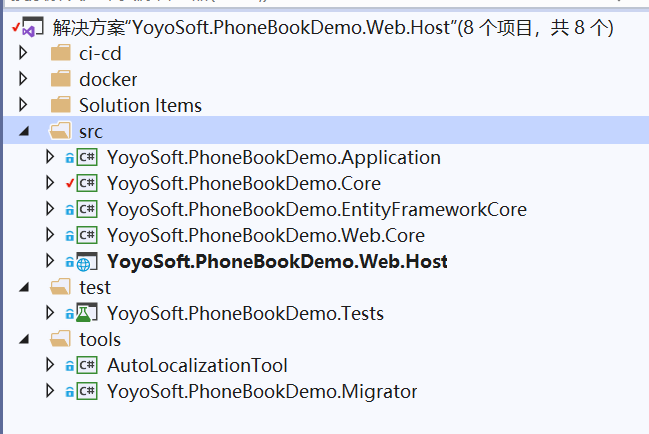 解决方案“YoyoSoft.PhoneBookDemo.Web.Host”(8 个项目，共 8 个)
ci-cd
docker
Solution Items
src
C# YoyoSoft.PhoneBookDemo.Application
C# YoyoSoft.PhoneBookDemo.Core
C# YoyoSoft.PhoneBookDemo.EntityFrameworkCore
C# YoyoSoft.PhoneBookDemo.Web.Core
YoyoSoft.PhoneBookDemo.Web.Host
test
YoyoSoft.PhoneBookDemo.Tests
tools
C# AutoLocalizationTool
C# YoyoSoft.PhoneBookDemo.Migrator